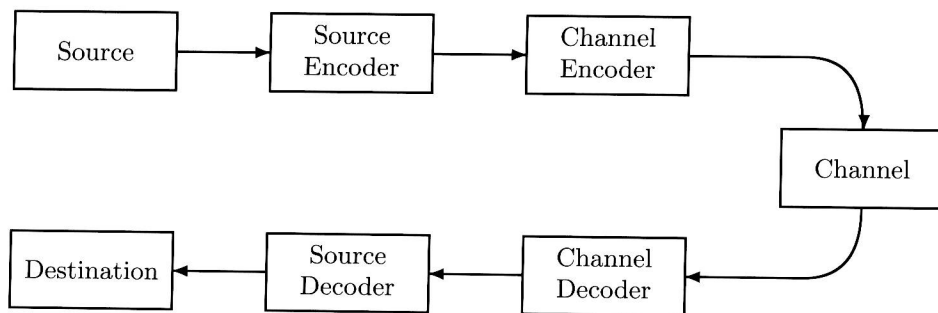 Source
Source
Encoder
Channel
Encoder
Channel
Channel
Decoder
Source
Decoder
Destination